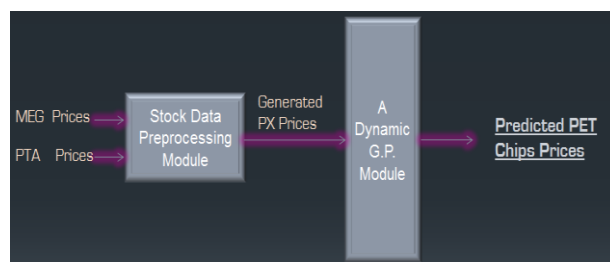 MEG Prices
PTA Prices
Stock Data
Preprocessing
Module
Generated
PX Prices
A
Dynamic
G.P.
Module
Predicted PET
Chips Prices